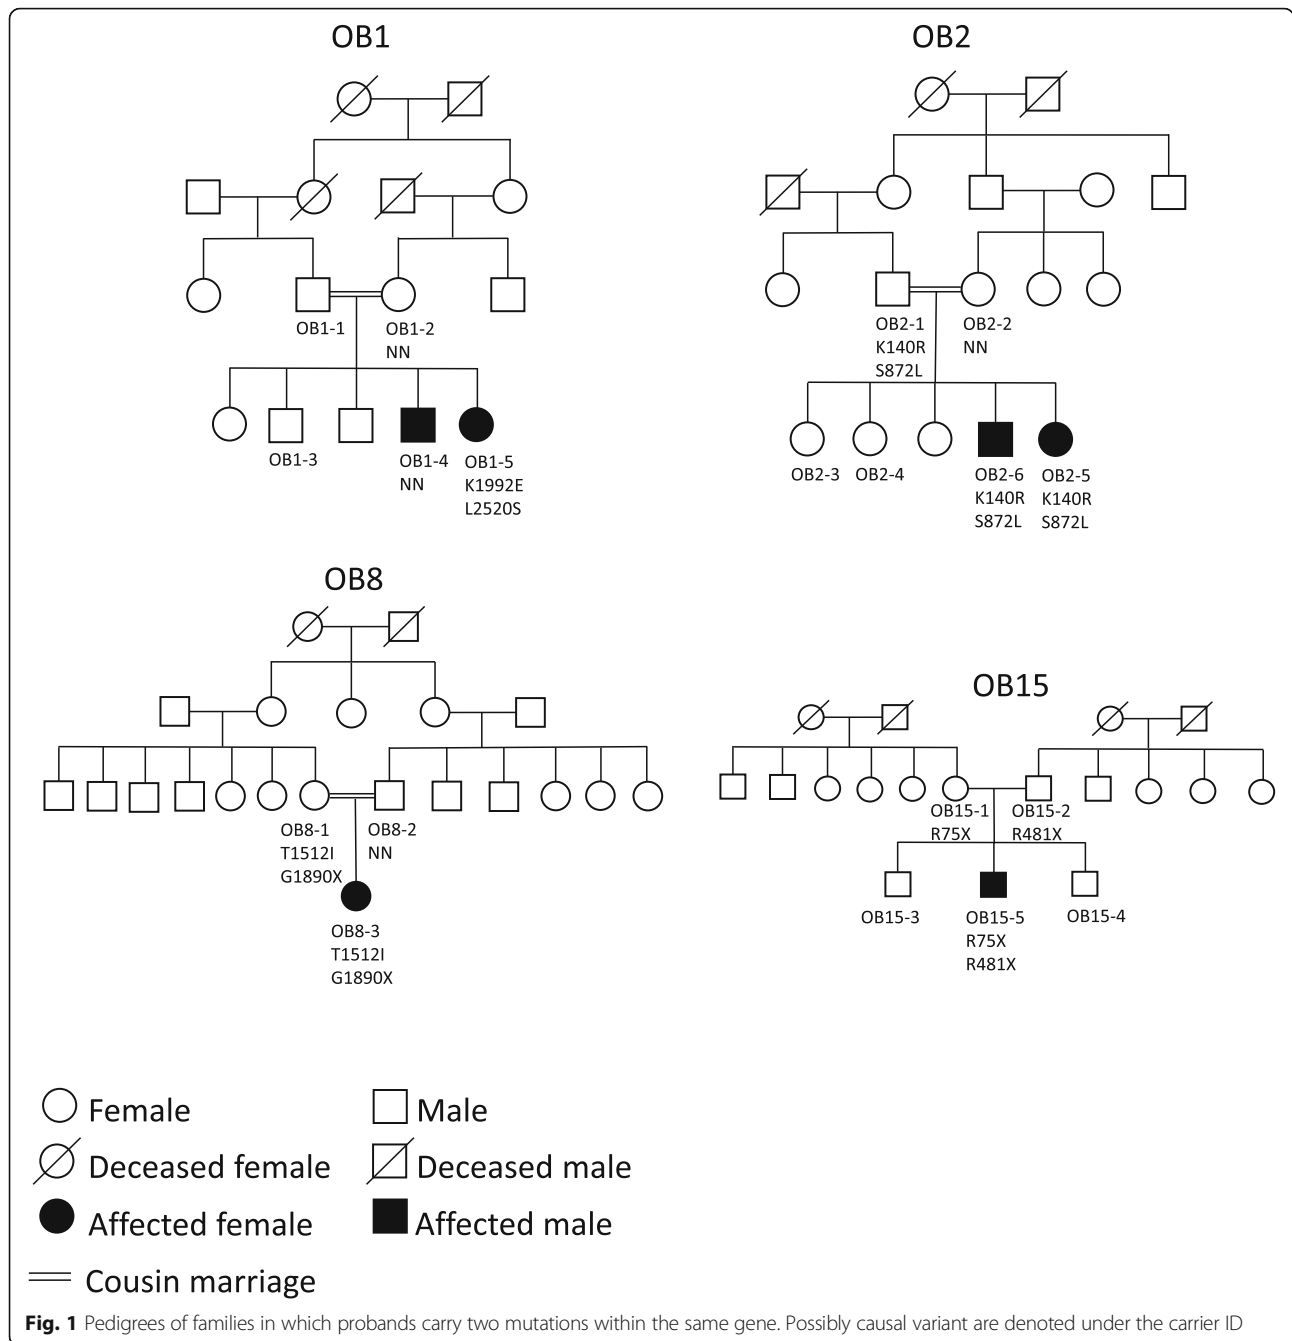 OB1
OB2
OB1-1
OB1-2
NN
OB2-1
K140R
S872L
OB2-2
NN
OB1-3
OB1-4
NN
OB1-5
K1992E
L2520S
OB2-3
OB2-4
OB2-6
K140R
S872L
OB2-5
K140R
S872L
OB8
OB15
OB8-1
T1512I
G1890X
OB8-2
NN
OB15-1
R75X
OB15-2
R481X
OB8-3
T1512I
G1890X
OB15-3
OB15-5
R75X
R481X
OB15-4
Female
Male
Deceased female
Deceased male
Affected female
Affected male
Cousin marriage
Fig. 1 Pedigrees of families in which probands carry two mutations within the same gene. Possibly causal variant are denoted under the carrier ID